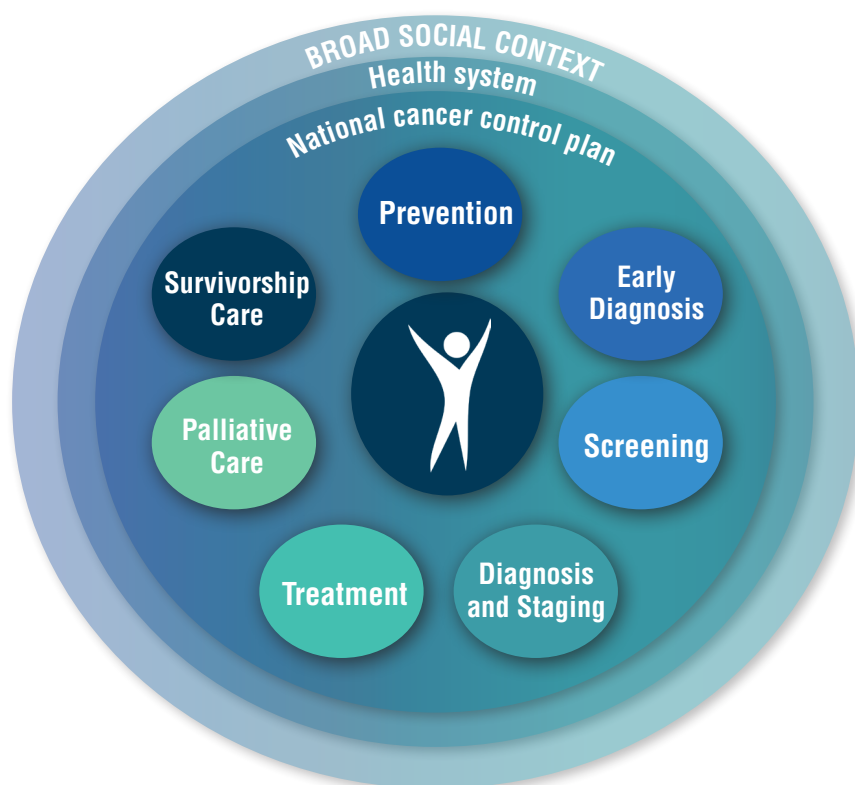 BROAD SOCIAL CONTEXT
Health system
National cancer control plan
Prevention
Early
Diagnosis
Screening
Diagnosis
and Staging
Treatment
Palliative
Care
Survivorship
Care